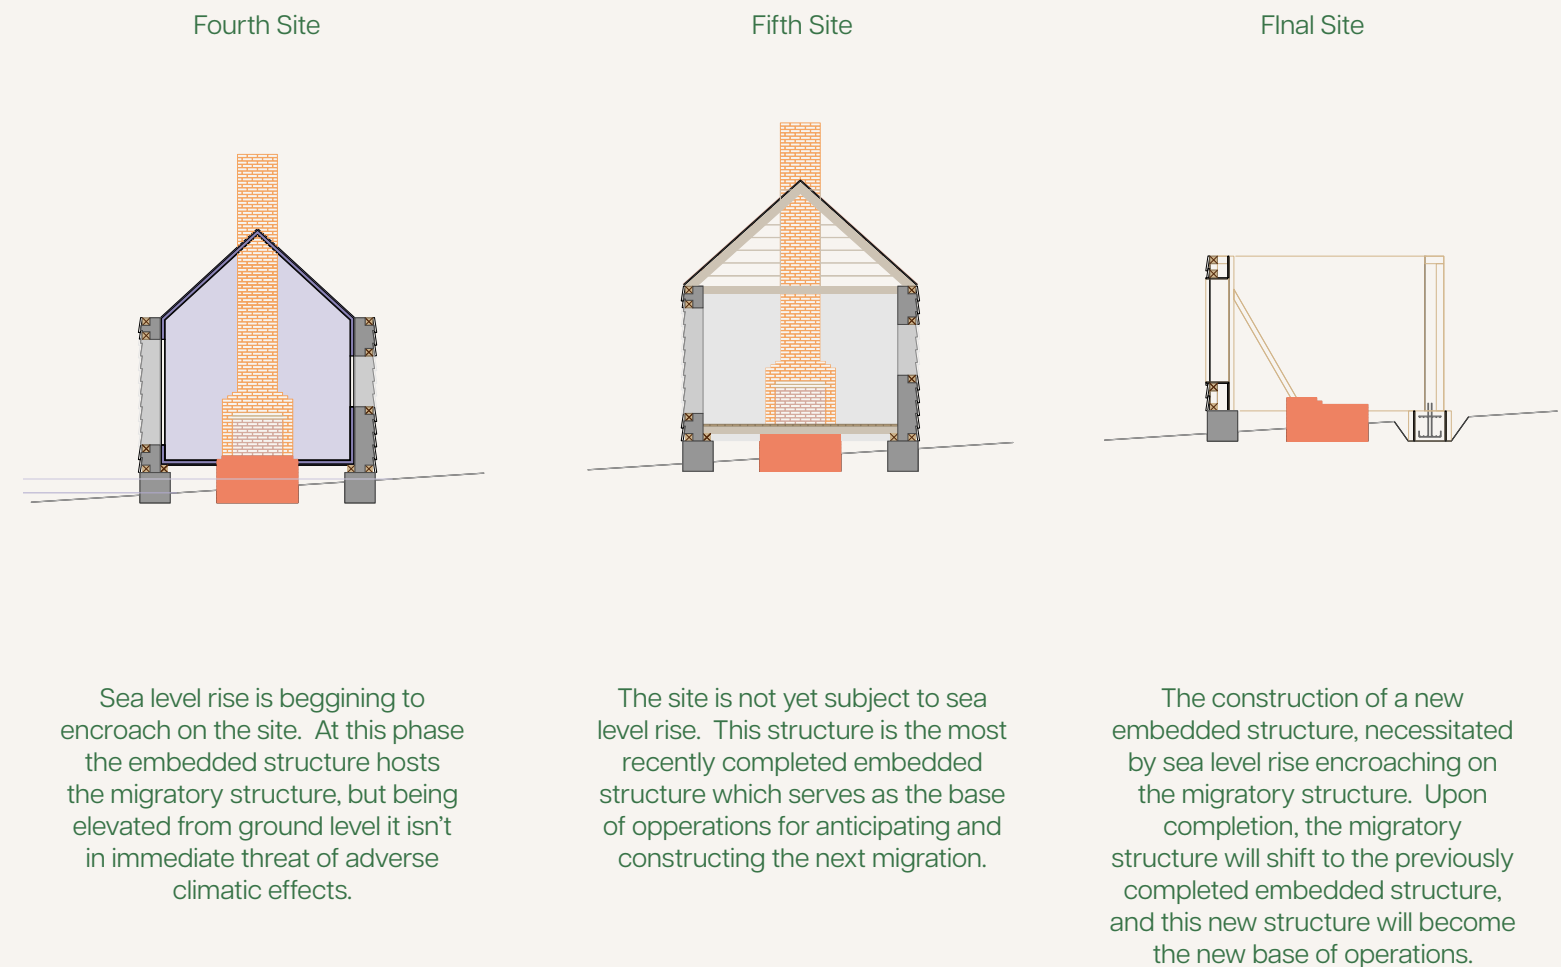 Fourth Site
Fifth Site
FInal Site
Sea level rise is beggining to
encroach on the site.  At this phase
the embedded structure hosts
the migratory structure, but being
elevated from ground level it isn't
in immediate threat of adverse
climatic effects.
The site is not yet subject to sea
level rise.  This structure is the most
recently completed embedded
structure which serves as the base
of opperations for anticipating and
constructing the next migration.
The construction of a new
embedded structure, necessitated
by sea level rise encroaching on
the migratory structure.  Upon
completion, the migratory
structure will shift to the previously
completed embedded structure,
and this new structure will become
the new base of operations.